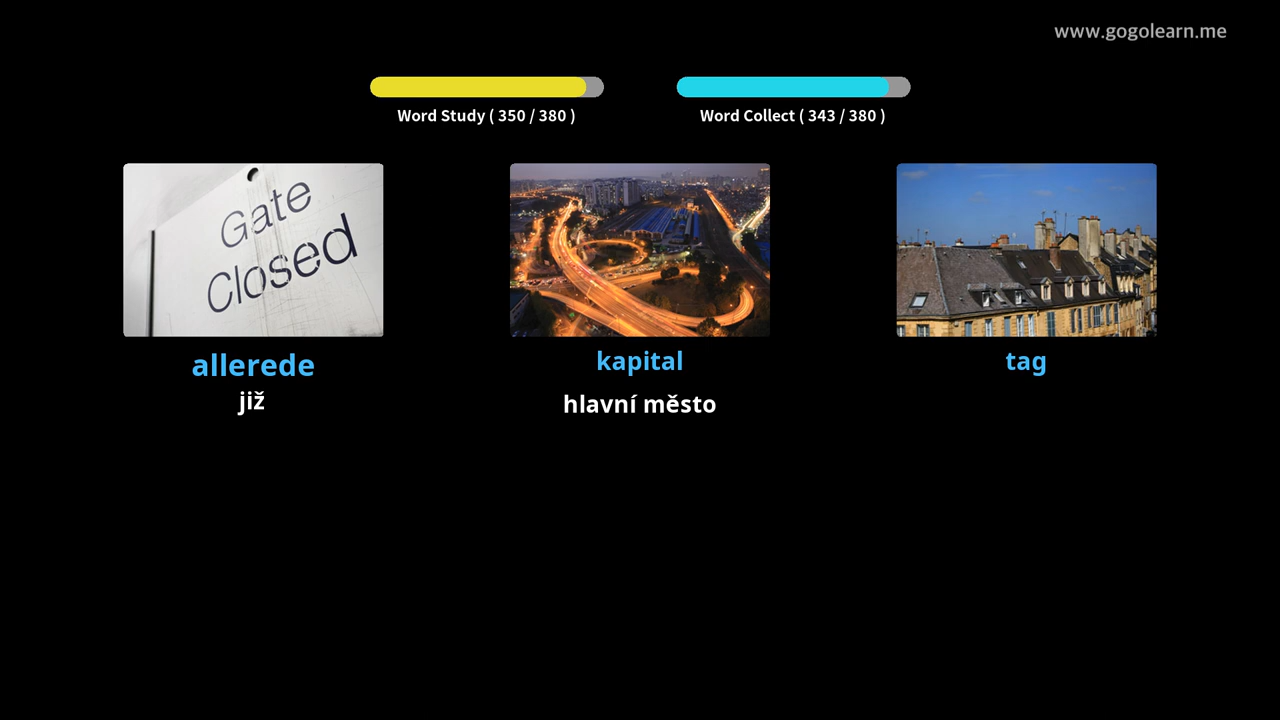 www.gogolearn.me
Word Study ( 350 / 380 )
Word Collect ( 343 / 380 )
Gate
Closed
allerede
kapital
tag
již
hlavní město